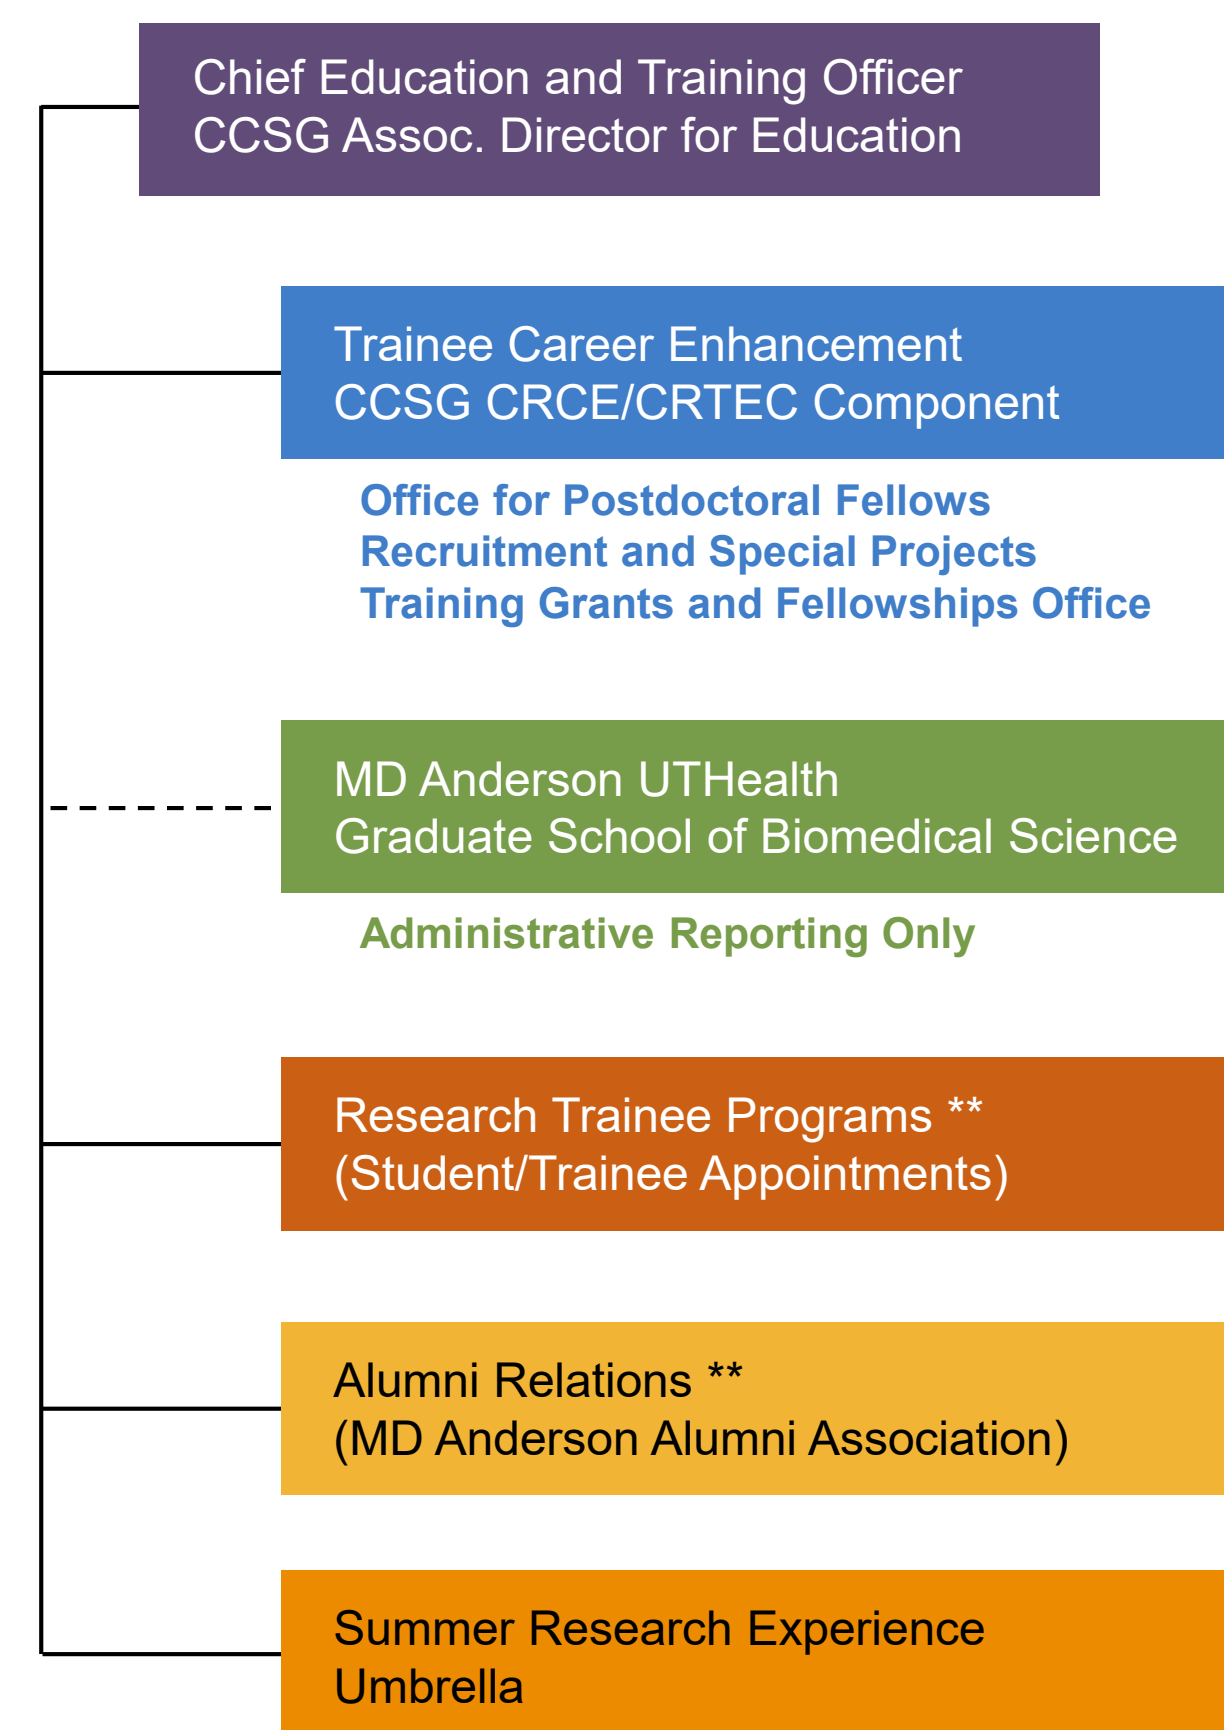 Chief Education and Training Officer
CCSG Assoc. Director for Education
Trainee Career Enhancement
CCSG CRCE/CRTEC Component
Office for Postdoctoral Fellows
Recruitment and Special Projects
Training Grants and Fellowships Office
MD Anderson UTHealth
Graduate School of Biomedical Science
Administrative Reporting Only
Research Trainee Programs **
(Student/Trainee Appointments)
Alumni Relations **
(MD Anderson Alumni Association)
Summer Research Experience
Umbrella